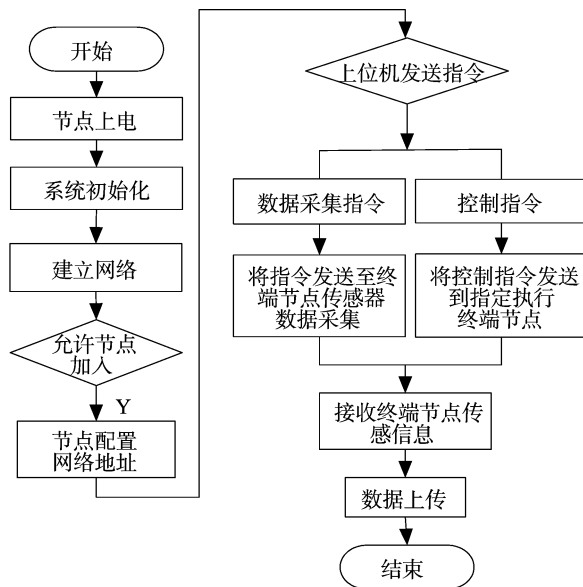 开始
节点上电
系统初始化
建立网络
允许节点
加入
Y
节点配置
网络地址
上位机发送指令
数据采集指令
控制指令
将指令发送至终
端节点传感器
数据采集
将控制指令发送
到指定执行
终端节点
接收终端节点传
感信息
数据上传
结束